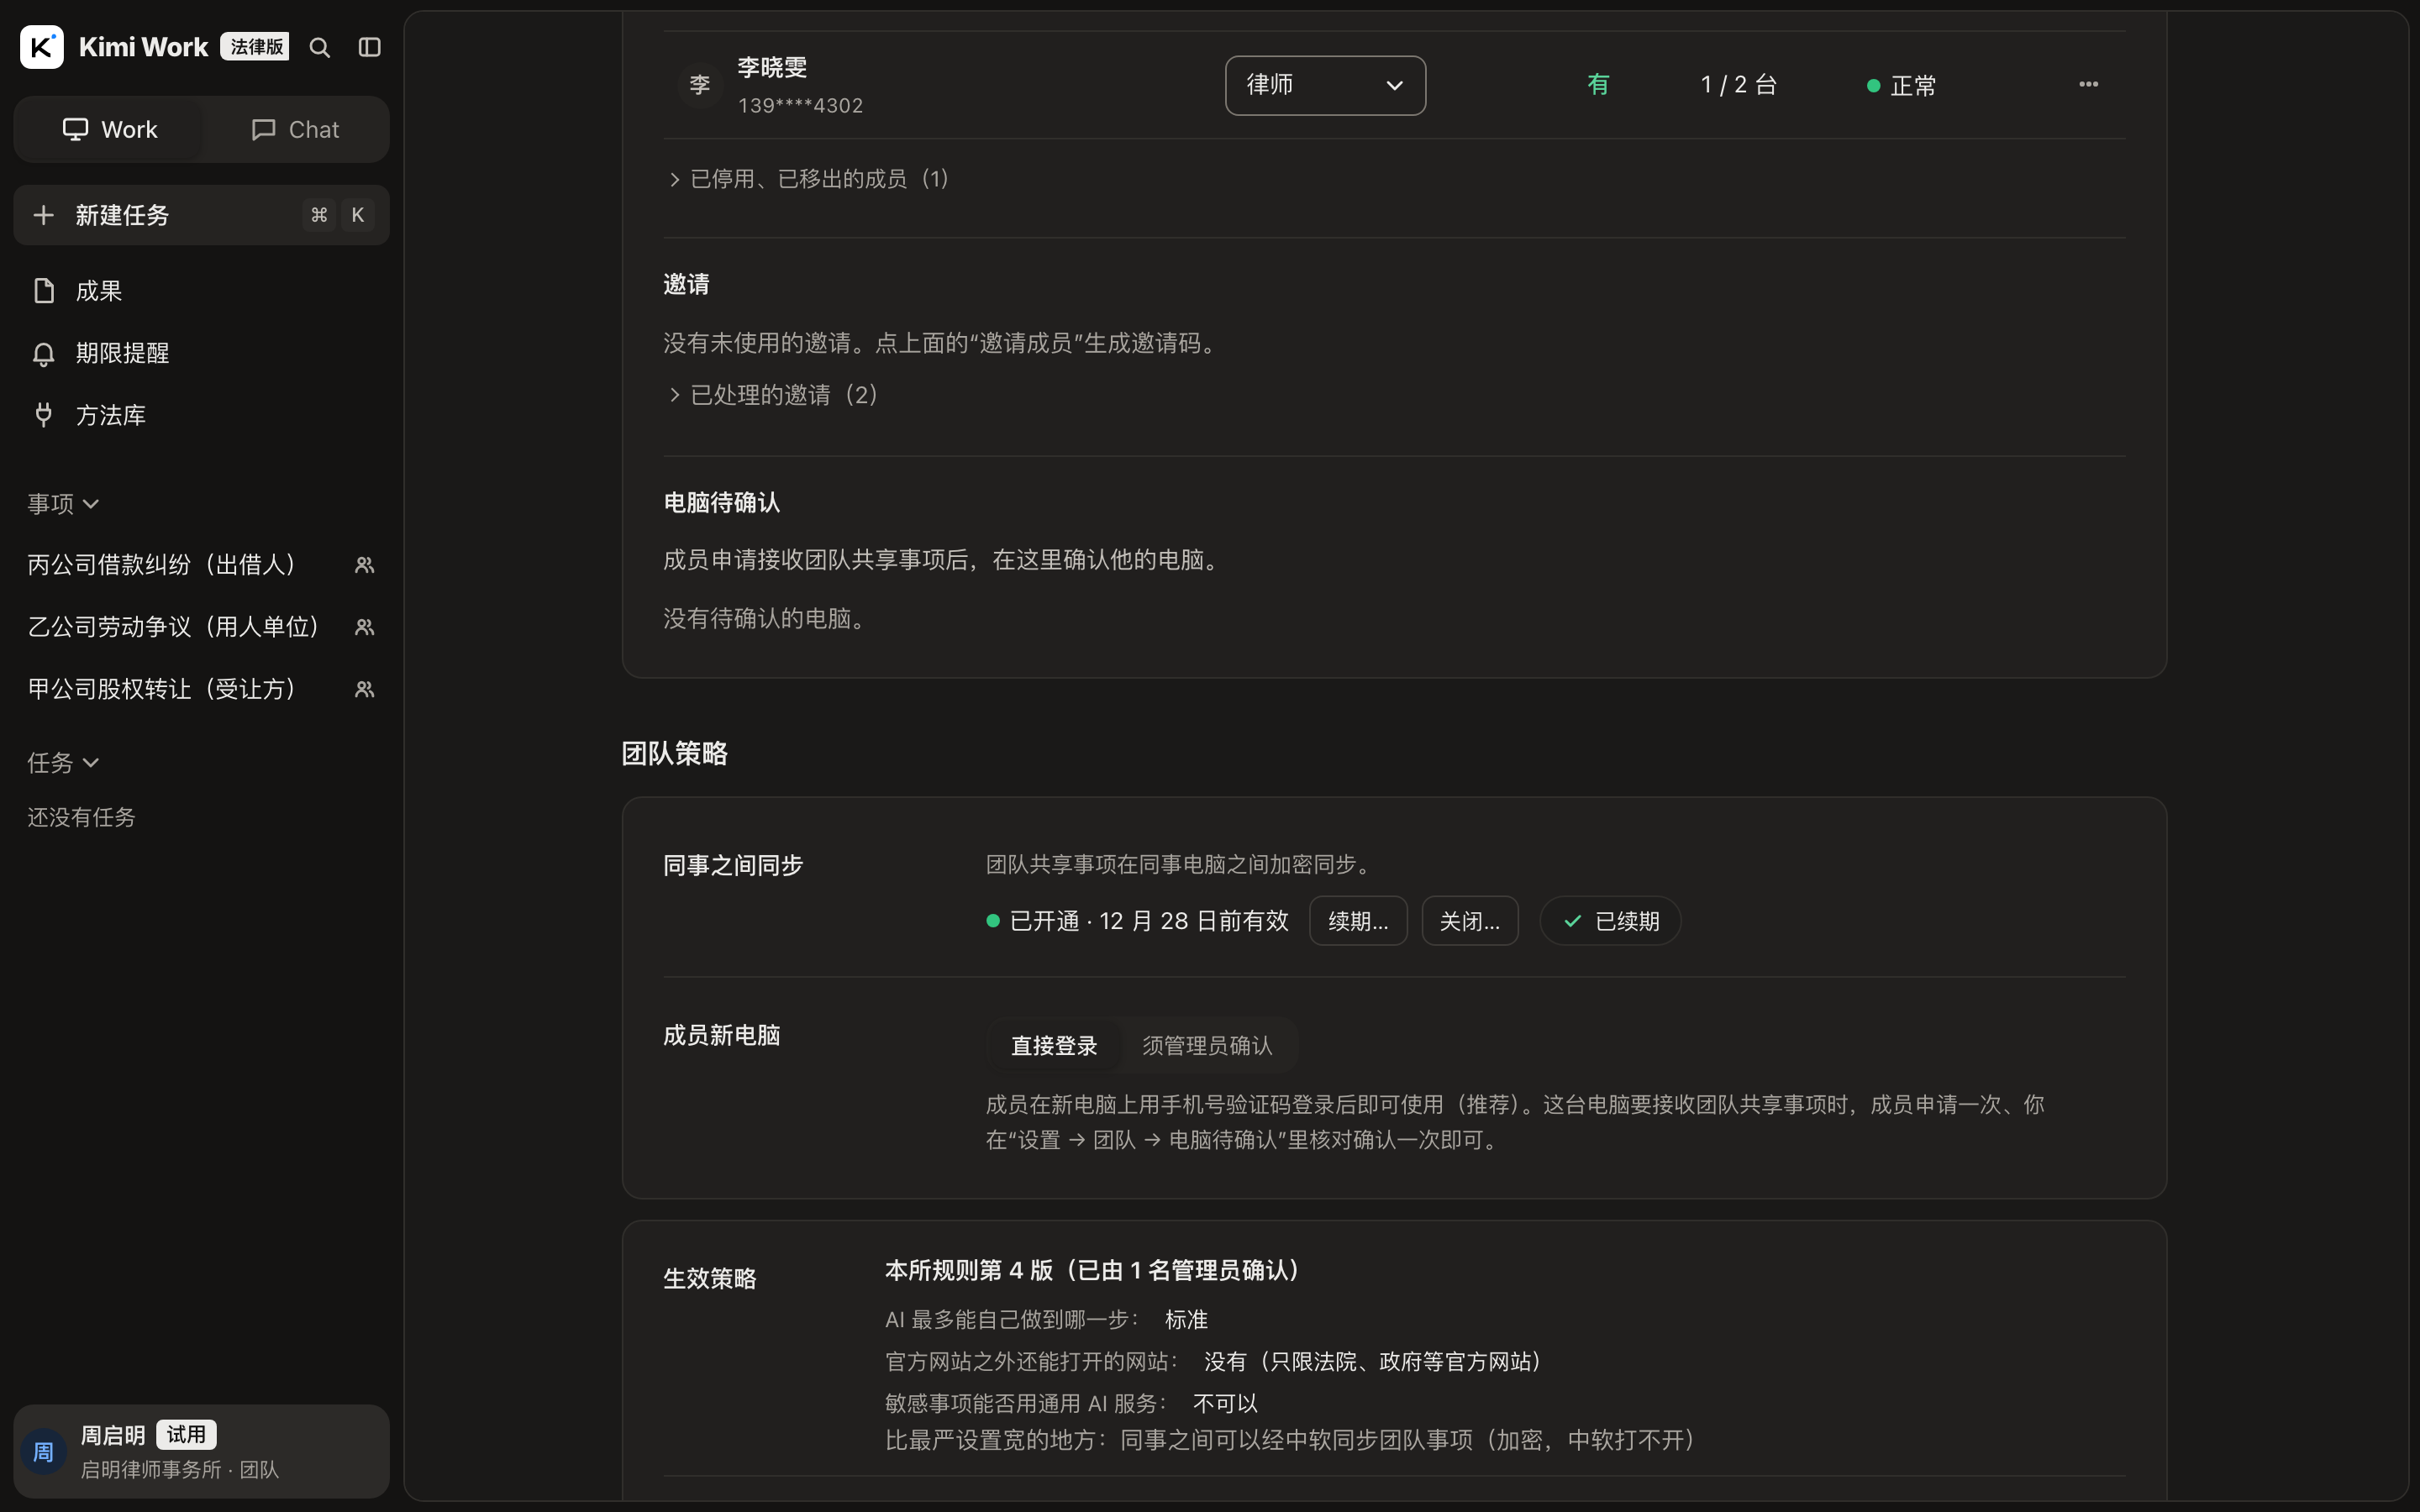 Kimi Work 法律版
Work
Chat
新建任务 ⌘ K
成果
期限提醒
方法库
事项
丙公司借款纠纷（出借人）
乙公司劳动争议（用人单位）
甲公司股权转让（受让方）
任务
还没有任务
周 周启明 试用
启明律师事务所 · 团队
李 李晓雯
139****4302
律师
有
1 / 2 台
正常
已停用、已移出的成员（1）
邀请
没有未使用的邀请。点上面的“邀请成员”生成邀请码。
已处理的邀请（2）
电脑待确认
成员申请接收团队共享事项后，在这里确认他的电脑。
没有待确认的电脑。
团队策略
同事之间同步
团队共享事项在同事电脑之间加密同步。
已开通 · 12 月 28 日前有效 续期... 关闭... 已续期
成员新电脑
直接登录 须管理员确认
成员在新电脑上用手机号验证码登录后即可使用（推荐）。这台电脑要接收团队共享事项时，成员申请一次、你
在“设置 → 团队 → 电脑待确认”里核对确认一次即可。
生效策略
本所规则第 4 版（已由 1 名管理员确认）
AI 最多能自己做到哪一步： 标准
官方网站之外还能打开的网站： 没有（只限法院、政府等官方网站）
敏感事项能否用通用 AI 服务： 不可以
比最严设置宽的地方：同事之间可以经中软同步团队事项（加密，中软打不开）